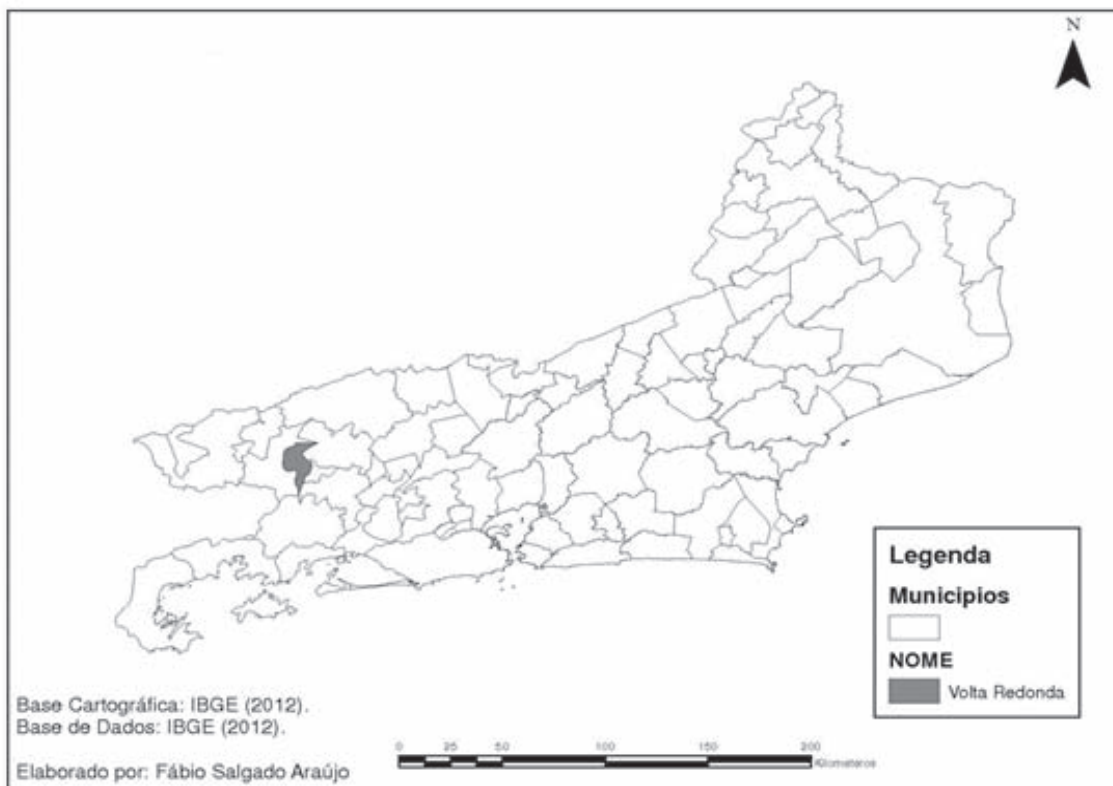 N
Legenda
Municipios
NOME
Volta Redonda
Base Cartográfica: IBGE (2012).
Base de Dados: IBGE (2012).
Elaborado por: Fábio Salgado Araújo
0 25 50 100 150 200
Kilometeros